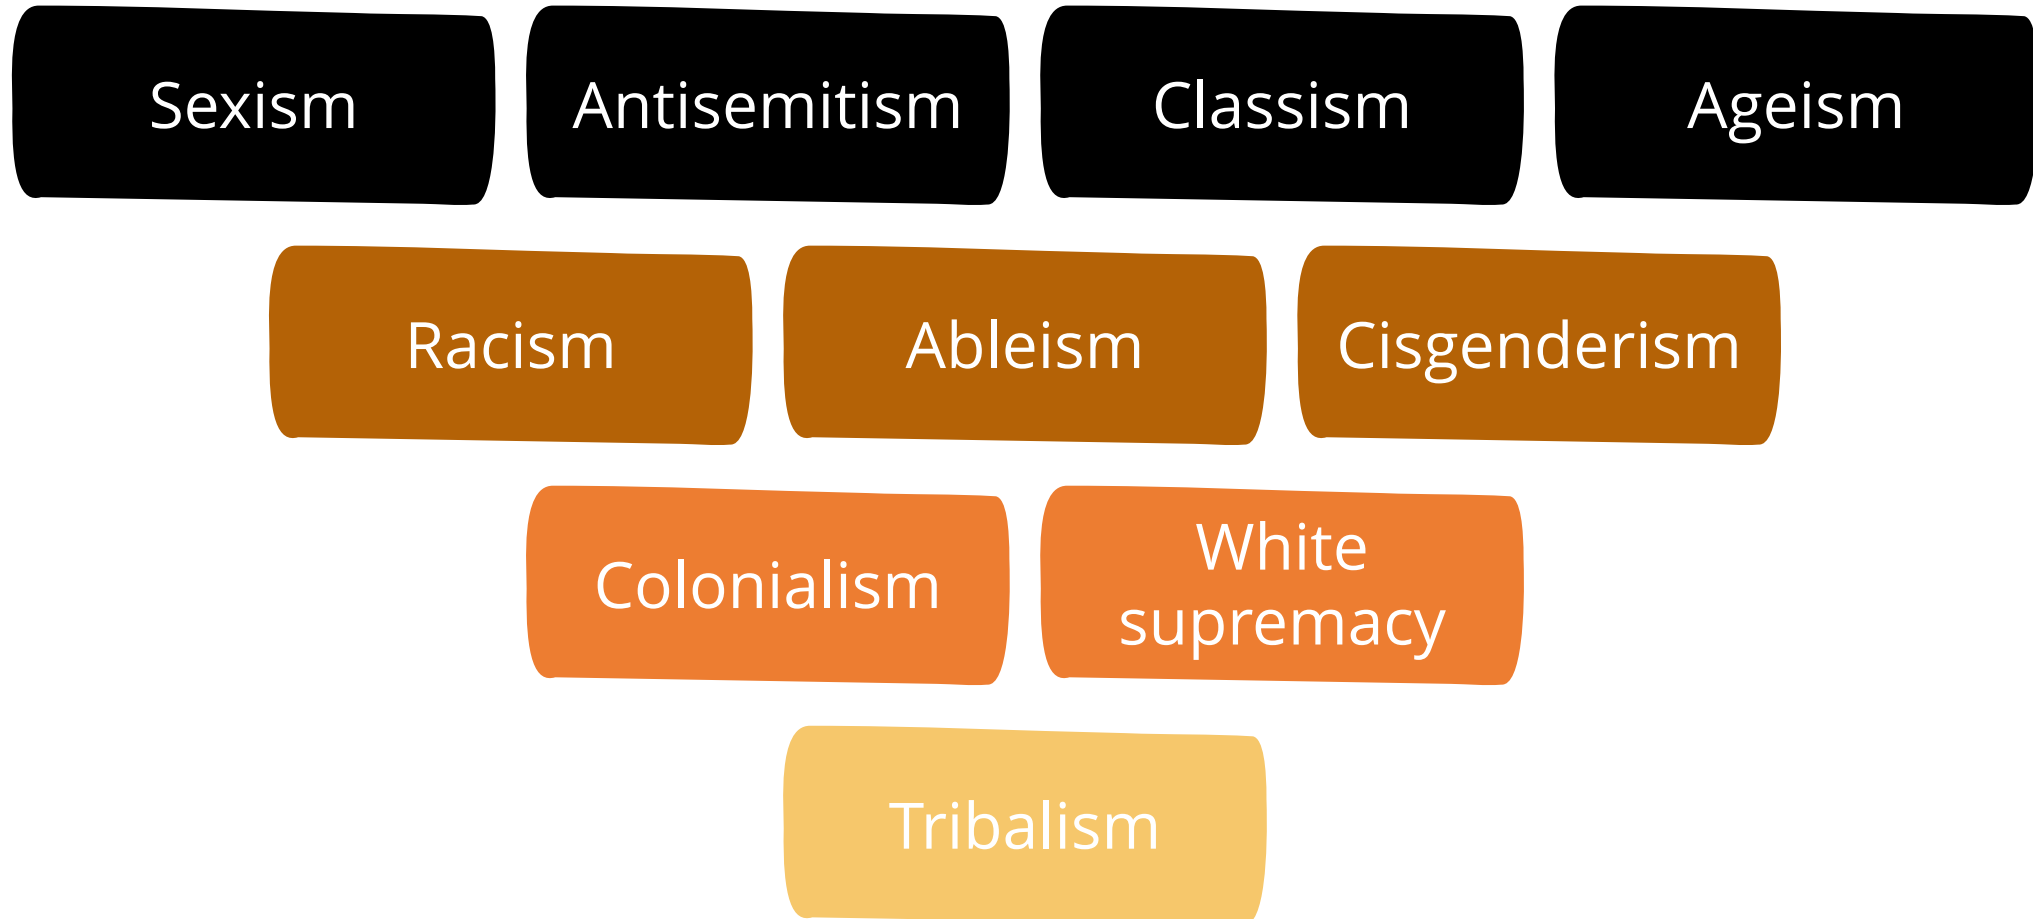 Sexism
Antisemitism
Classism
Ageism
Racism
Ableism
Cisgenderism
Colonialism
White
supremacy
Tribalism